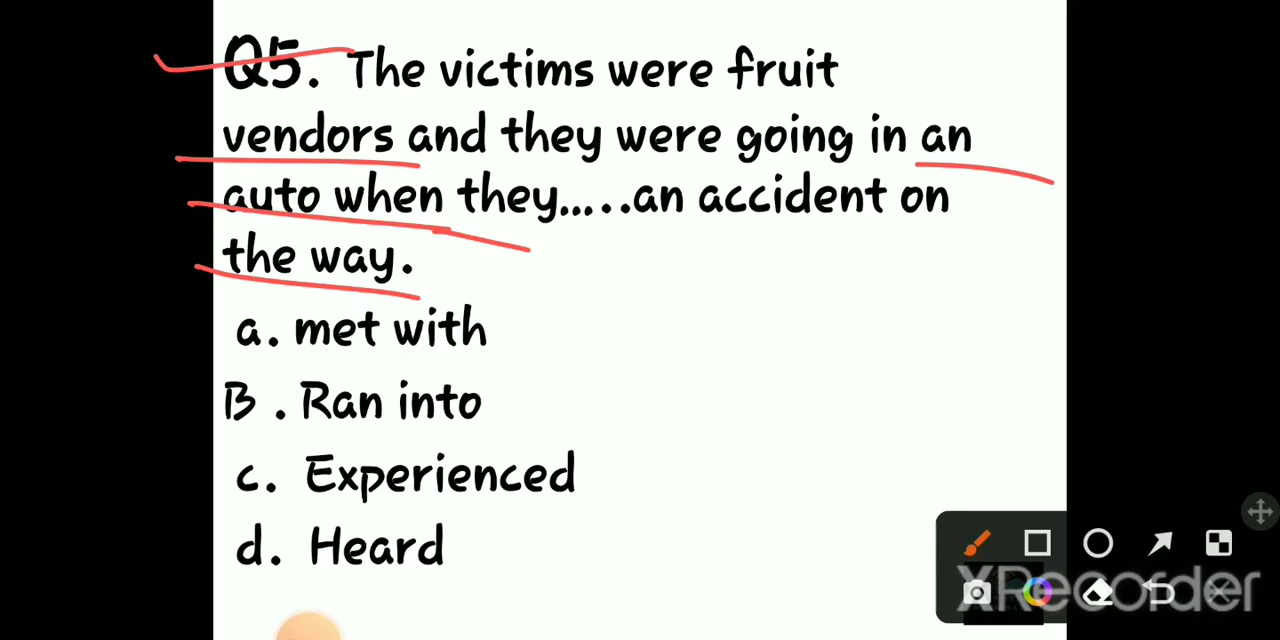 Q5. The victims were fruit
vendors and they were going in an
auto when they...…an accident on
the way.
a. met with
B . Ran into
c. Experienced
d. Heard
XRecorder